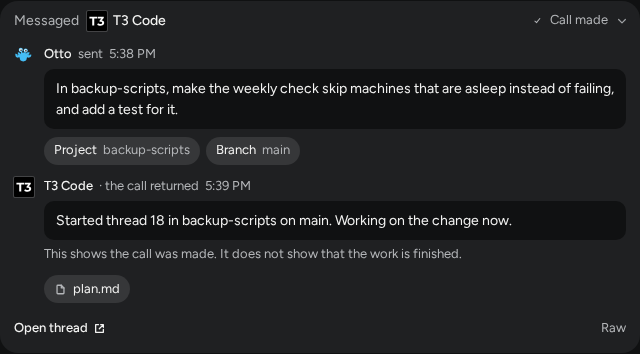 Messaged T3 T3 Code ✓ Call made
Otto sent 5:38 PM
In backup-scripts, make the weekly check skip machines that are asleep instead of failing,
and add a test for it.
Project backup-scripts Branch main
T3 T3 Code · the call returned 5:39 PM
Started thread 18 in backup-scripts on main. Working on the change now.
This shows the call was made. It does not show that the work is finished.
plan.md
Open thread Raw